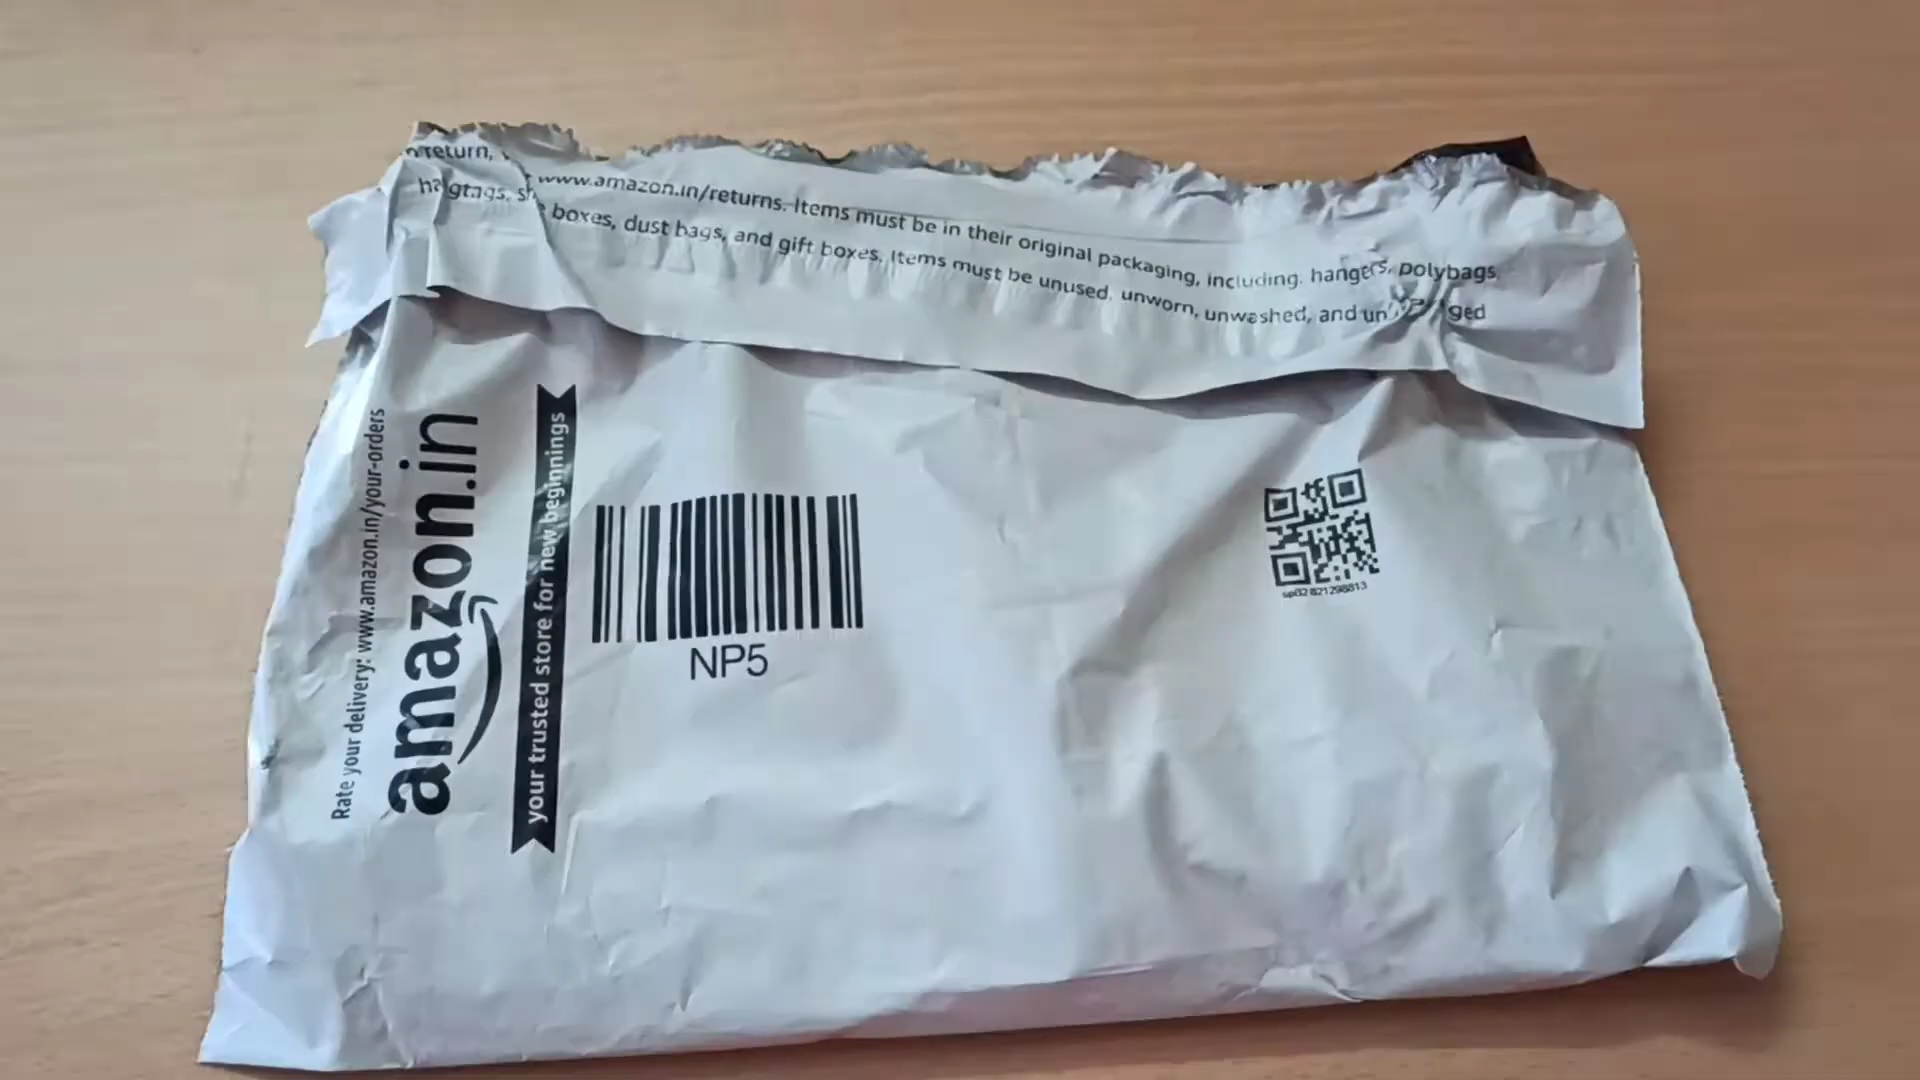 return,
www.amazon.in/returns. Items must be in their original packaging, including. hangers, polybags,
boxes, dust bags, and gift boxes. Items must be unused, unworn, unwashed, and
Rate your delivery: www.amazon.in/your-orders
amazon.in
your trusted store for new beginnings
NP5